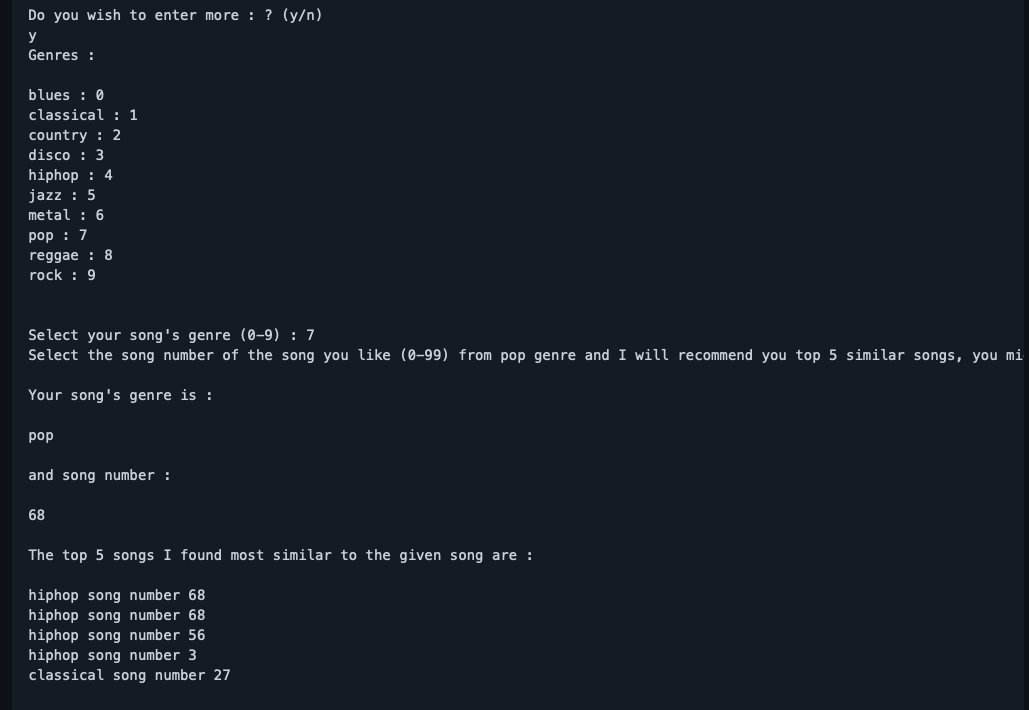 Do you wish to enter more : ? (y/n)
y
Genres :
blues : 0
classical : 1
country : 2
disco : 3
hiphop : 4
jazz : 5
metal : 6
pop : 7
reggae : 8
rock : 9
Select your song's genre (0-9) : 7
Select the song number of the song you like (0-99) from pop genre and I will recommend you top 5 similar songs, you mi
Your song's genre is :
pop
and song number :
68
The top 5 songs I found most similar to the given song are :
hiphop song number 68
hiphop song number 68
hiphop song number 56
hiphop song number 3
classical song number 27